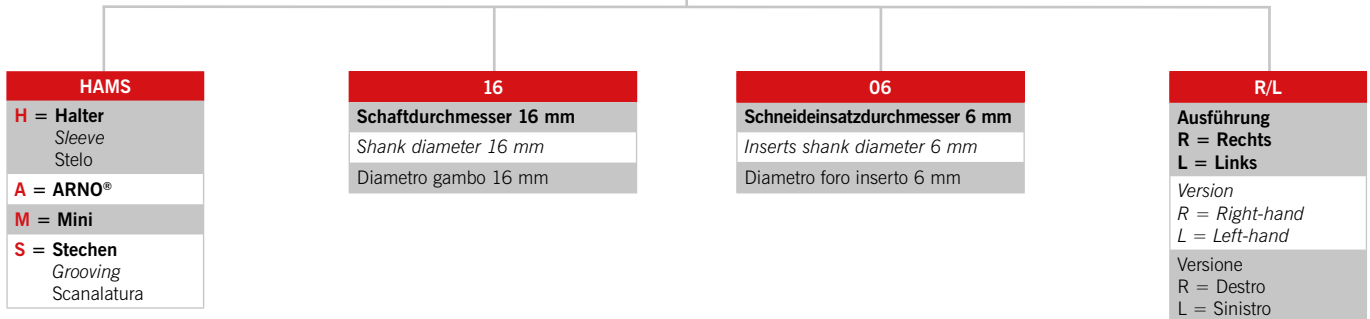 HAMS
H = Halter
Sleeve
Stelo
A = ARNO®
M = Mini
S = Stechen
Grooving
Scanalatura
16
Schaftdurchmesser 16 mm
Shank diameter 16 mm
Diametro gambo 16 mm
06
Schneideinsatzdurchmesser 6 mm
Inserts shank diameter 6 mm
Diametro foro inserto 6 mm
R/L
Ausführung
R = Rechts
L = Links
Version
R = Right-hand
L = Left-hand
Versione
R = Destro
L = Sinistro